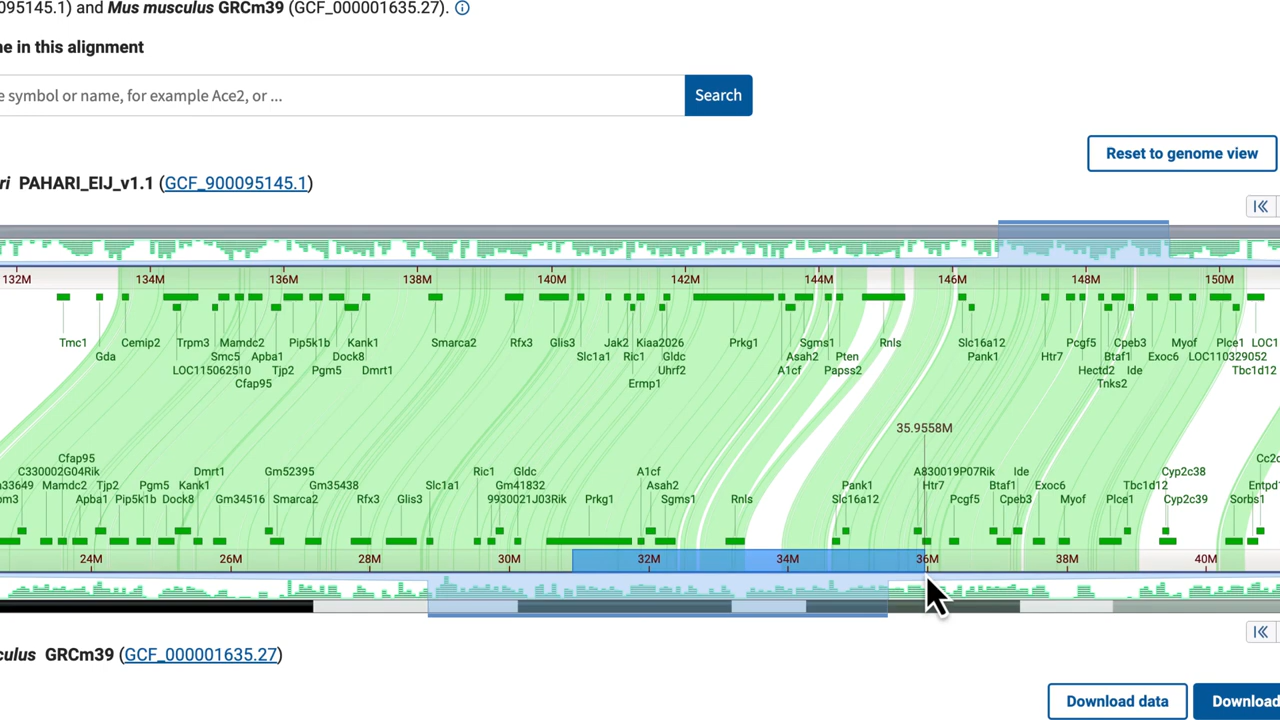 095145.1) and Mus musculus GRCm39 (GCF_000001635.27).
ne in this alignment
e symbol or name, for example Ace2, or ...
Search
Reset to genome view
ri PAHARI_EIJ_v1.1 (GCF_900095145.1)
132M 134M 136M 138M 140M 142M 144M 146M 148M 150M
Tmc1 Cemip2 Trpm3 Mamdc2 Pip5k1b Kank1 Smarca2 Rfx3 Glis3 Jak2 Kiaa2026 Prkg1 Sgms1 Rnls Slc16a12 Pcgf5 Cpeb3 Myof Plce1 LOC1
Gda Smc5 Apba1 Dock8 Slc1a1 Ric1 Gldc Asah2 Pten Pank1 Htr7 Btaf1 Exoc6 LOC110329052
LOC115062510 Tjp2 Pgm5 Dmrt1 Uhrf2 A1cf Papss2 Hectd2 Ide Tbc1d12
Cfap95 Ermp1 Tnks2
35.9558M
Cfap95 Cc2c
C330002G04Rik Dmrt1 Gm52395 Ric1 Gldc A1cf A830019P07Rik Ide Cyp2c38
m33649 Mamdc2 Tjp2 Pgm5 Kank1 Gm35438 Slc1a1 Gm41832 Asah2 Pank1 Htr7 Btaf1 Exoc6 Tbc1d12 Entpd
pm3 Apba1 Pip5k1b Dock8 Gm34516 Smarca2 Rfx3 Glis3 9930021J03Rik Prkg1 Sgms1 Rnls Slc16a12 Pcgf5 Cpeb3 Myof Plce1 Cyp2c39 Sorbs1
24M 26M 28M 30M 32M 34M 36M 38M 40M
culus GRCm39 (GCF_000001635.27)
Download data
Download